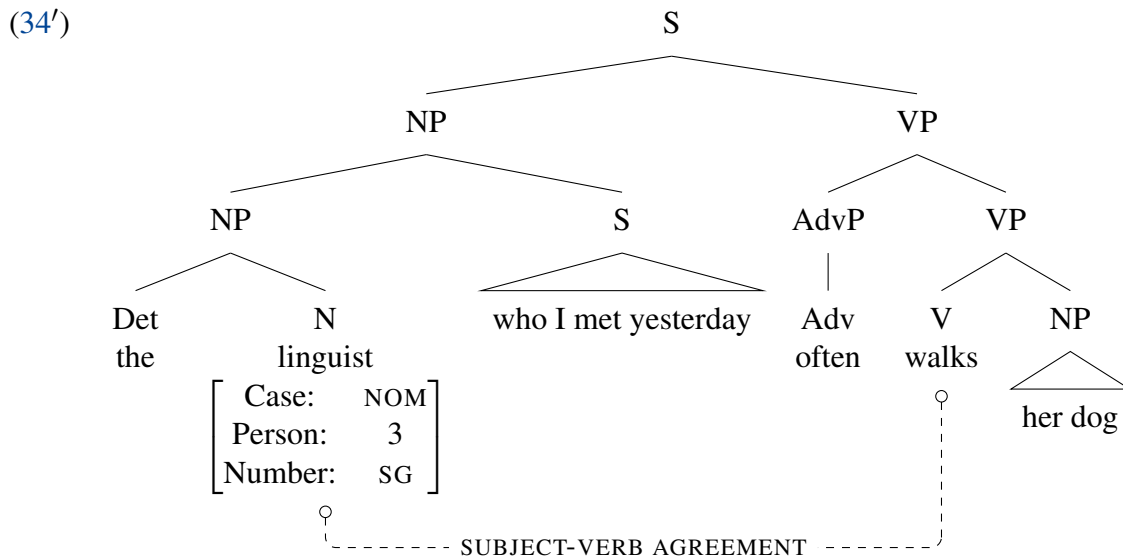 (34′)
S
NP VP
NP S AdvP VP
Det N who I met yesterday Adv V NP
the linguist often walks
Case: NOM
her dog
Person: 3
Number: SG
SUBJECT-VERB AGREEMENT